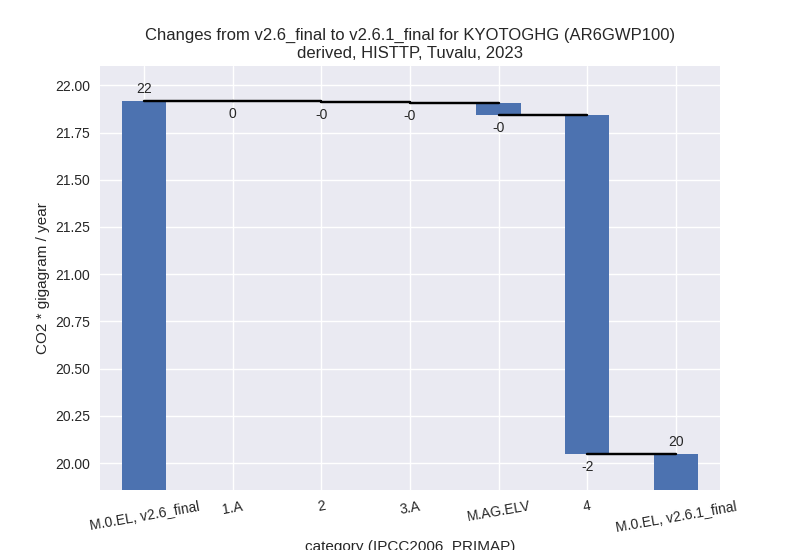 Changes from v2.6_final to v2.6.1_final for KYOTOGHG (AR6GWP100)
derived, HISTTP, Tuvalu, 2023
CO2 * gigagram / year
22.00
21.75
21.50
21.25
21.00
20.75
20.50
20.25
20.00
22
0
-0
-0
-0
-2
20
M.0.EL, v2.6_final
1.A
2
3.A
M.AG.ELV
4
M.0.EL, v2.6.1_final
category (IPCC2006_PRIMAP)